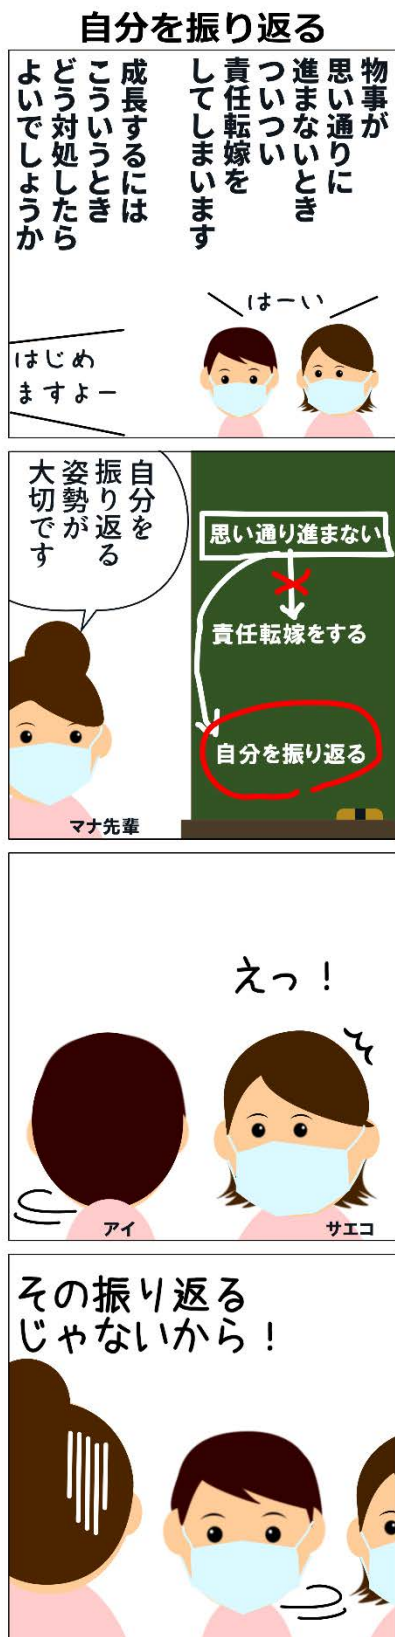 自分を振り返る
物事が
思い通りに
進まないとき
ついつい
責任転嫁を
してしまいます
成長するには
こういうとき
どう対処したら
よいでしょうか
はーい
はじめ
ますよー
思い通り進まない
責任転嫁をする
自分を振り返る
自分を
振り返る
姿勢が
大切です
マナ先輩
えっ！
サエコ
アイ
その振り返る
じゃないから！